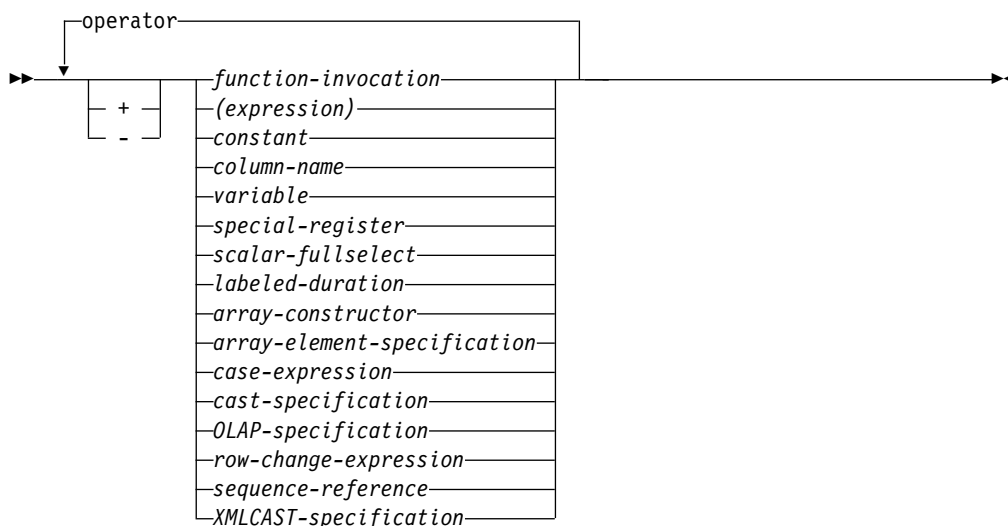 operator
function-invocation
+
(expression)
-
constant
column-name
variable
special-register
scalar-fullselect
labeled-duration
array-constructor
array-element-specification
case-expression
cast-specification
OLAP-specification
row-change-expression
sequence-reference
XMLCAST-specification